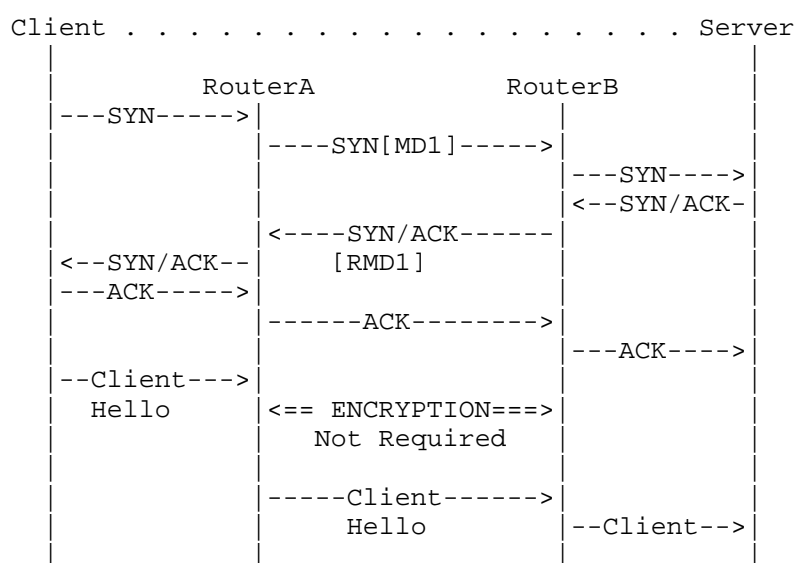 Client . . . . . . . . . . . . . . . . . . Server
|                                            |
|         RouterA            RouterB         |
|---SYN----->|                  |            |
|            |----SYN[MD1]----->|            |
|            |                  |---SYN---->|
|            |                  |<--SYN/ACK-|
|            |<----SYN/ACK------|            |
|<--SYN/ACK--|    [RMD1]        |            |
|---ACK----->|                  |            |
|            |------ACK-------->|            |
|            |                  |---ACK---->|
|--Client--->|                  |            |
|  Hello     |<== ENCRYPTION===>|            |
|            |   Not Required   |            |
|            |                  |            |
|            |-----Client------>|            |
|            |     Hello        |--Client-->|
|            |                  |            |